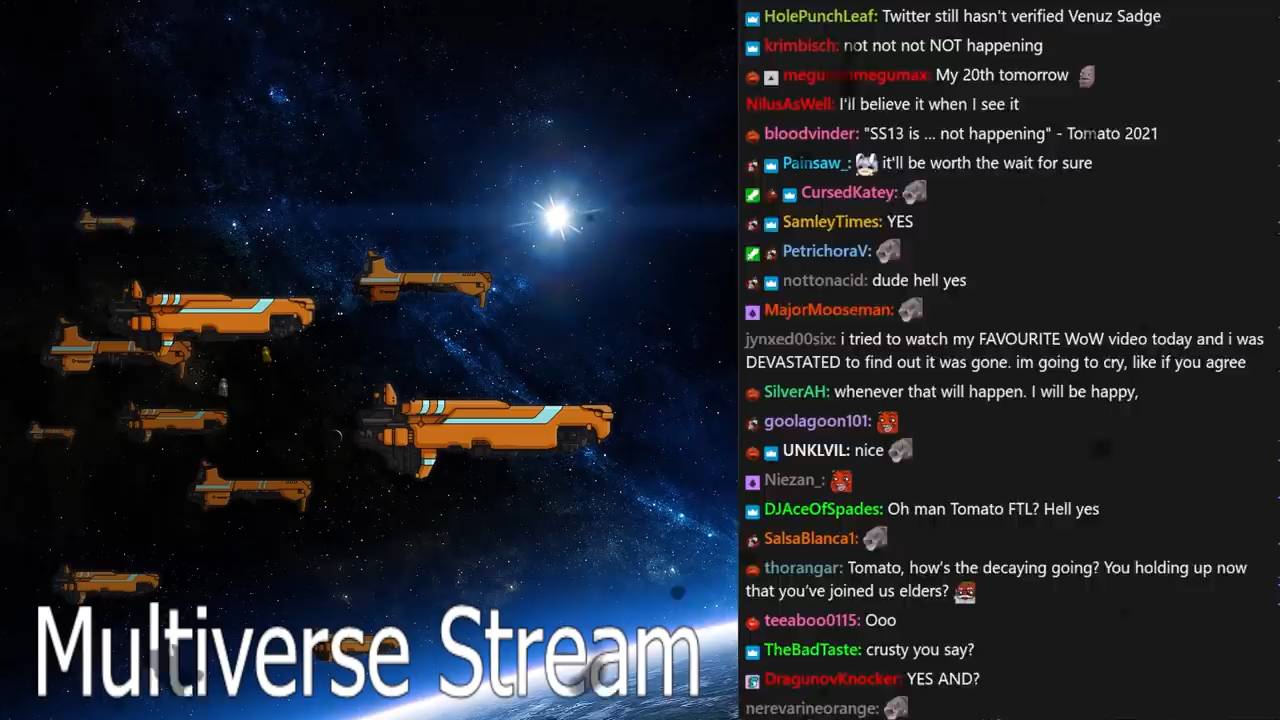 HolePunchLeaf: Twitter still hasn't verified Venuz Sadge
krimbisch: not not not NOT happening
megumax: My 20th tomorrow
NilusAsWell: I'll believe it when I see it
bloodvinder: "SS13 is ... not happening" - Tomato 2021
Painsaw_: it'll be worth the wait for sure
CursedKatey:
SamleyTimes: YES
PetrichoraV:
nottonacid: dude hell yes
MajorMooseman:
jynxed00six: i tried to watch my FAVOURITE WoW video today and i was
DEVASTATED to find out it was gone. im going to cry, like if you agree
SilverAH: whenever that will happen. I will be happy,
goolagoon101:
UNKLVIL: nice
Niezan_:
DJAceOfSpades: Oh man Tomato FTL? Hell yes
SalsaBlanca1:
thorangar: Tomato, how's the decaying going? You holding up now
that you've joined us elders?
teeaboo0115: Ooo
TheBadTaste: crusty you say?
DragunovKnocker: YES AND?
nerevarineorange:
Multiverse Stream